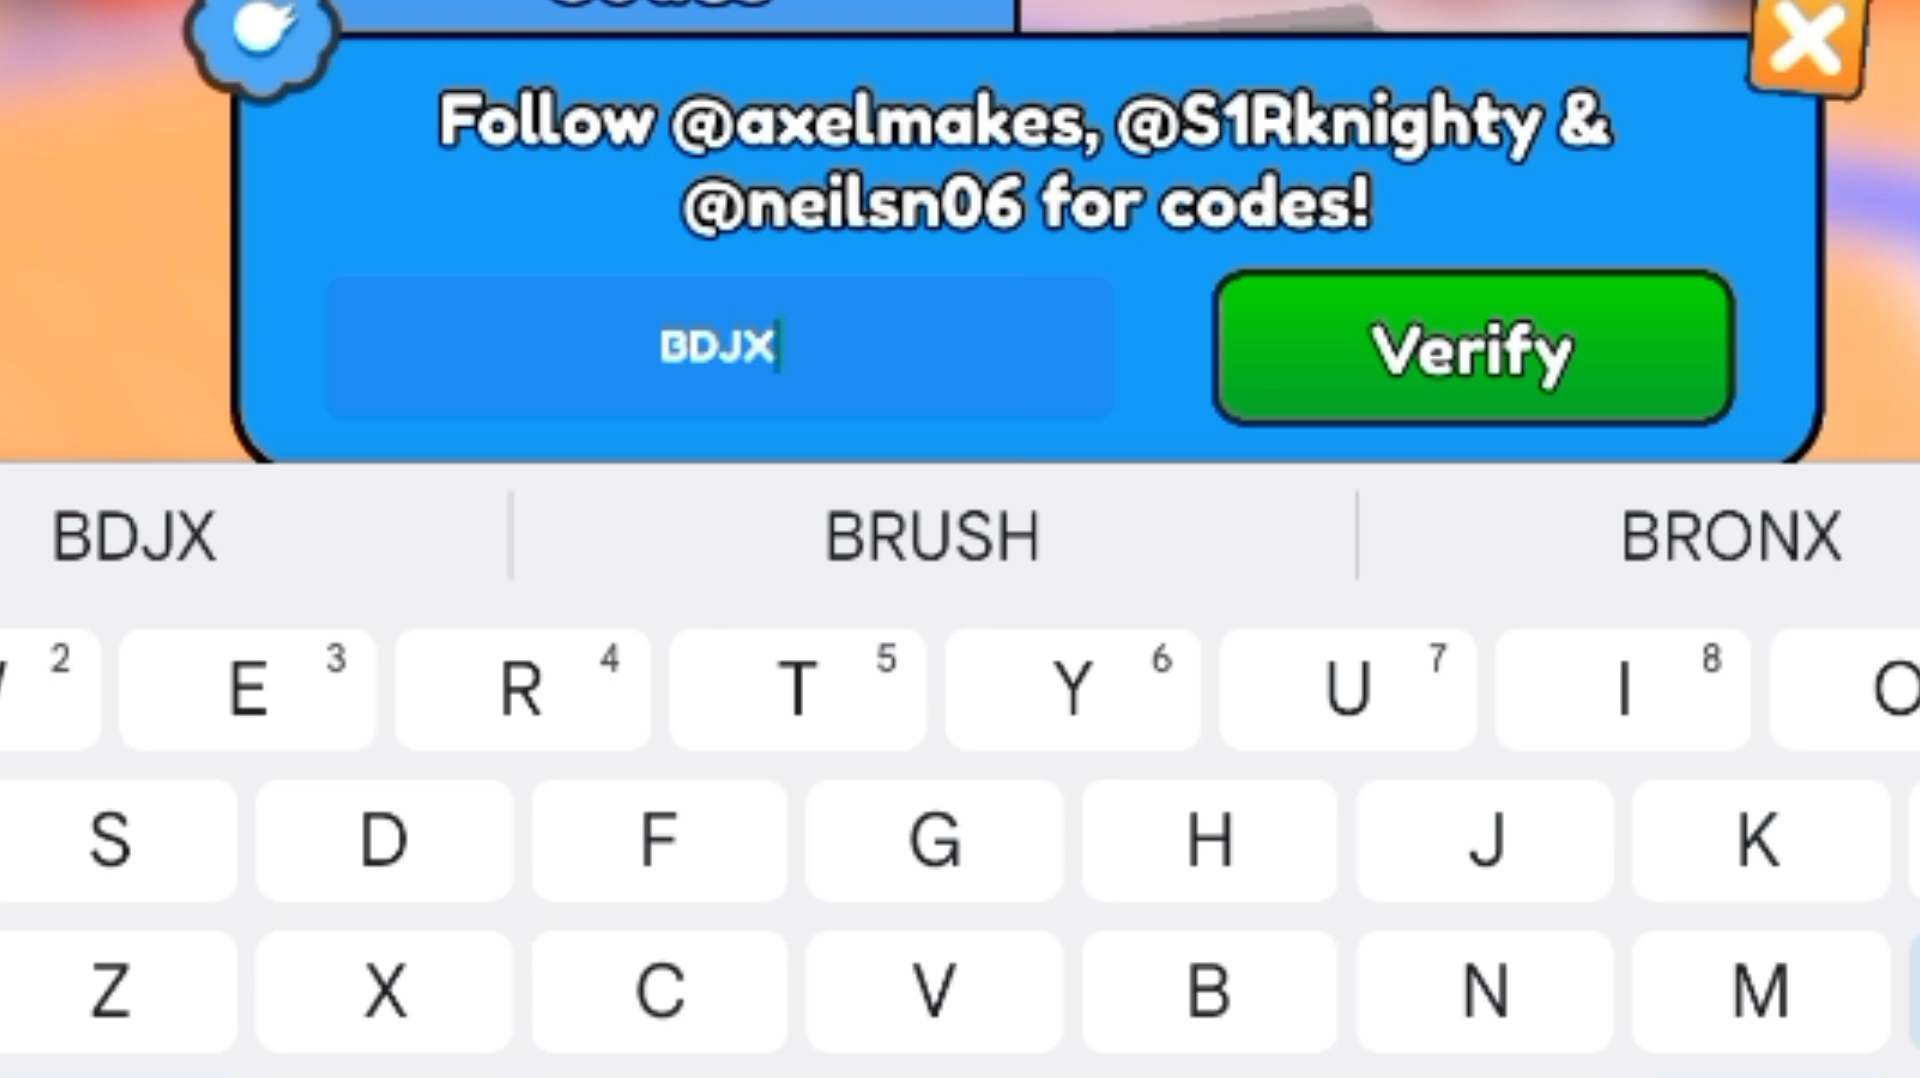 Follow @axelmakes, @S1Rknighty &
@neilsn06 for codes!
BDJX
Verify
BDJX BRUSH BRONX
2 E 3 R 4 T 5 Y 6 U 7 I 8 O
S D F G H J K
Z X C V B N M